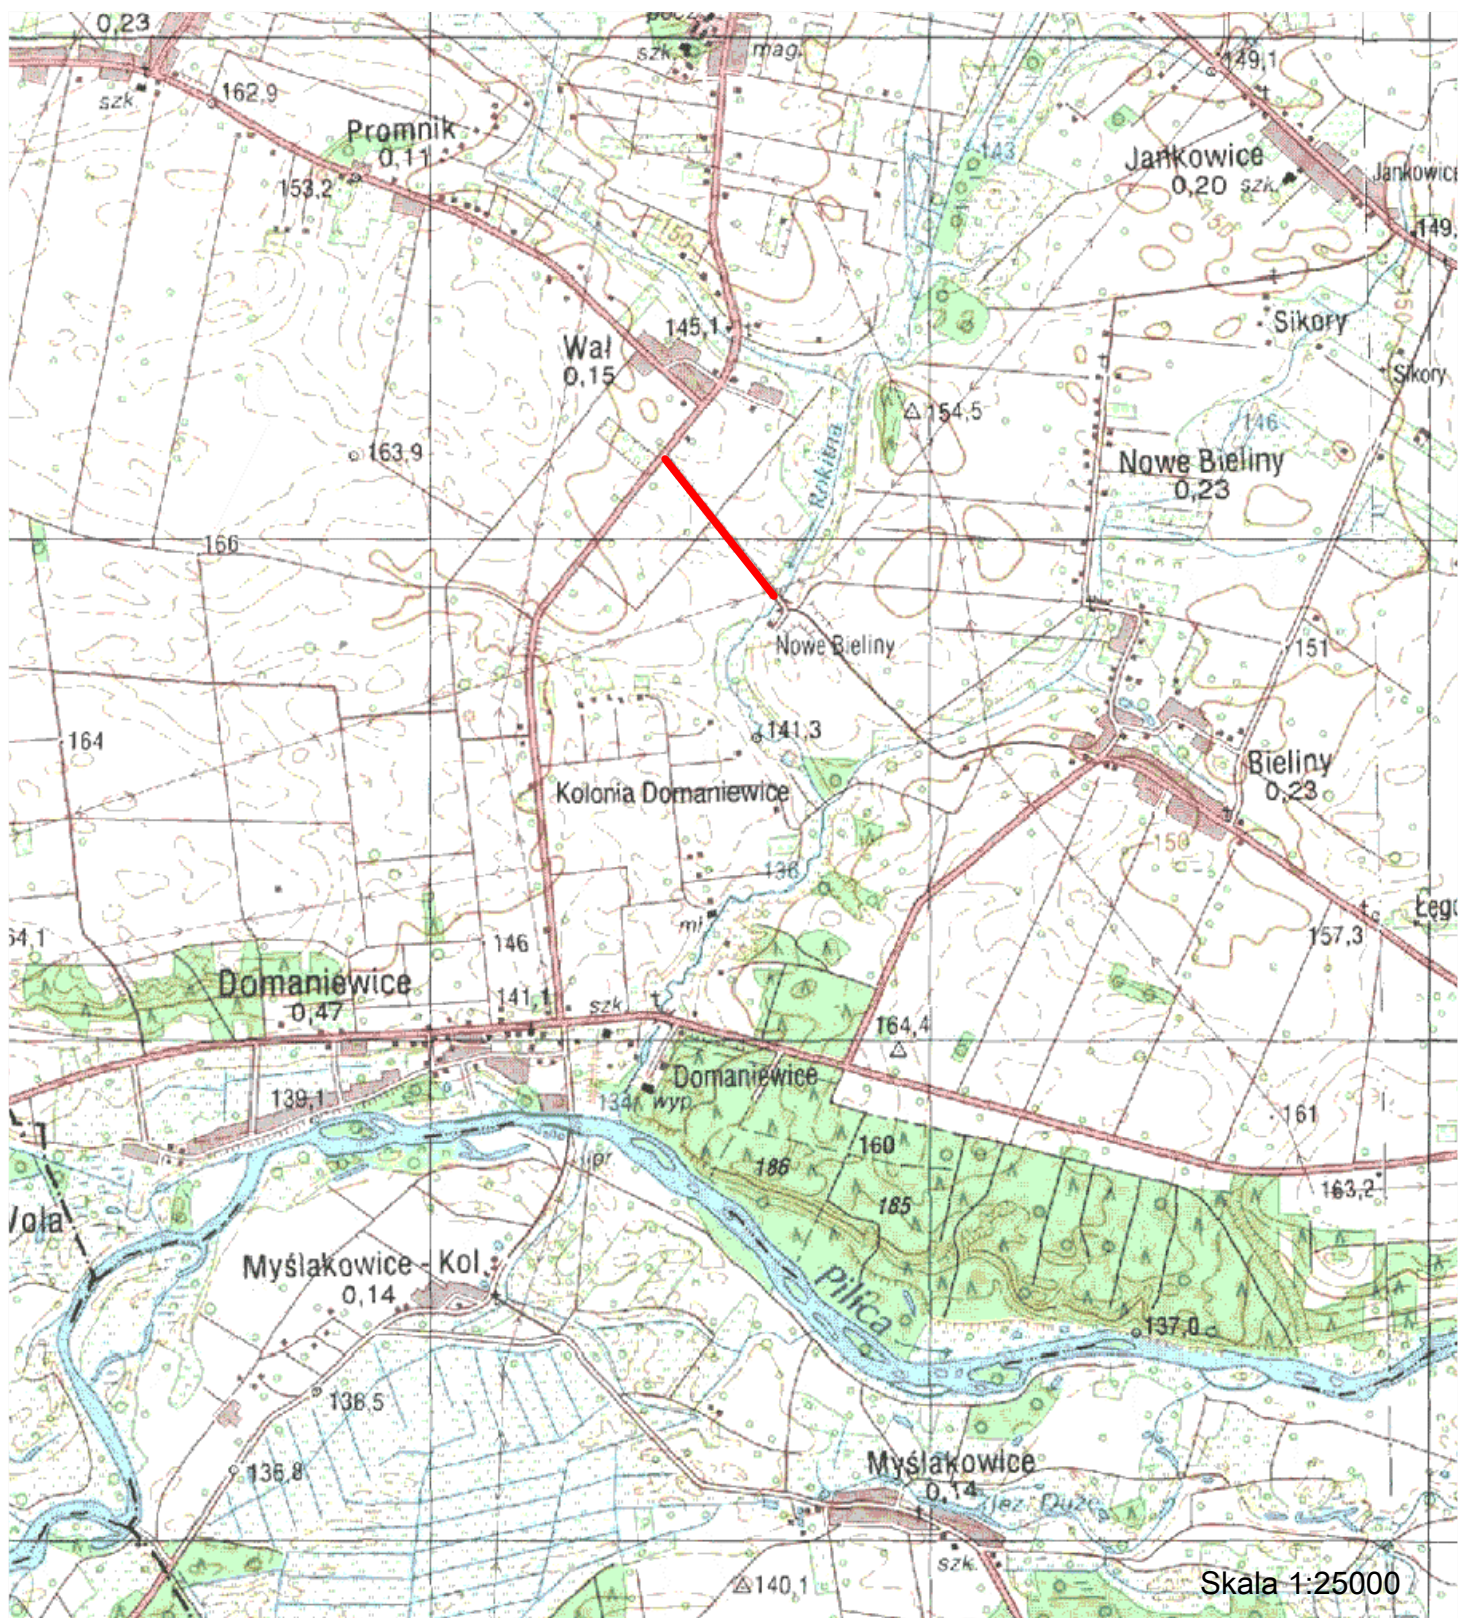 0,23
szk.
mag.
149,1
szk.
162,9
Promnik
0,11
143
Jankowice
0,20 szk.
153,2
150
150
149,
145,1
Wał
0,15
Sikory
150
Sikory
154,5
Rokitna
146
163,9
Nowe Bieliny
0,23
166
Nowe Bieliny
151
164
141,3
Bieliny
0,23
Kolonia Domaniewice
150
136
mł.
146
157,3
Domaniewice
0,47
141,1
szk.
164,4
Domaniewice
139,1
134
wyp.
161
160
186
185
163,2
Myślakowice - Kol.
0,14
Pilica
137,0
136,5
136,8
Myślakowice
0,14
jez. Duże
szk.
140,1
Skala 1:25000